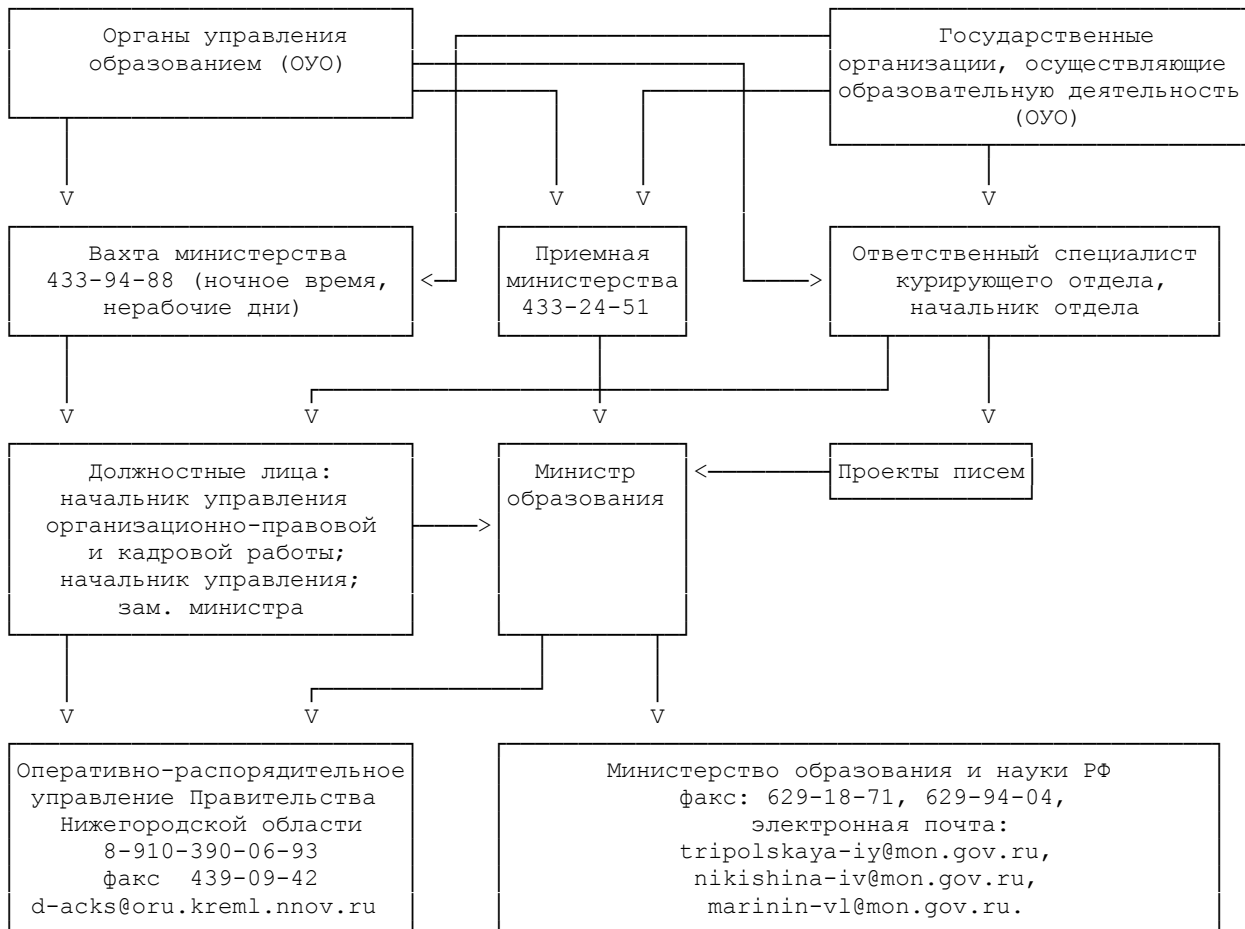 Органы управления
образованием (ОУО)
Государственные
организации, осуществляющие
образовательную деятельность
(ОУО)
Вахта министерства
433-94-88 (ночное время,
нерабочие дни)
Приемная
министерства
433-24-51
Ответственный специалист
курирующего отдела,
начальник отдела
Должностные лица:
начальник управления
организационно-правовой
и кадровой работы;
начальник управления;
зам. министра
Министр
образования
Проекты писем
Оперативно-распорядительное
управление Правительства
Нижегородской области
8-910-390-06-93
факс 439-09-42
d-acks@oru.kreml.nnov.ru
Министерство образования и науки РФ
факс: 629-18-71, 629-94-04,
электронная почта:
tripolskaya-iy@mon.gov.ru,
nikishina-iv@mon.gov.ru,
marinin-vl@mon.gov.ru.